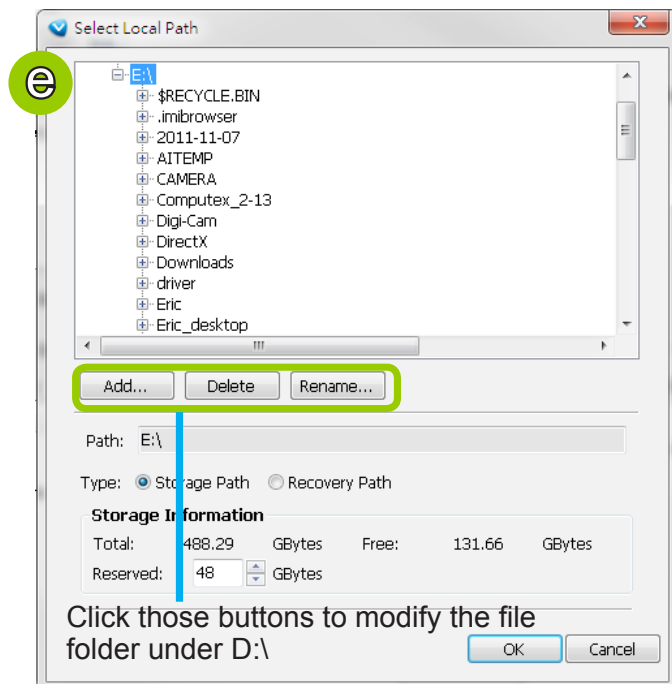 Select Local Path
e
E:\
$RECYCLE.BIN
.imibrowser
2011-11-07
AITEMP
CAMERA
Computex_2-13
Digi-Cam
DirectX
Downloads
driver
Eric
Eric_desktop
Add... Delete Rename...
Path: E:\
Type: Storage Path Recovery Path
Storage Information
Total: 488.29 GBytes Free: 131.66 GBytes
Reserved: 48 GBytes
Click those buttons to modify the file
folder under D:\
OK Cancel